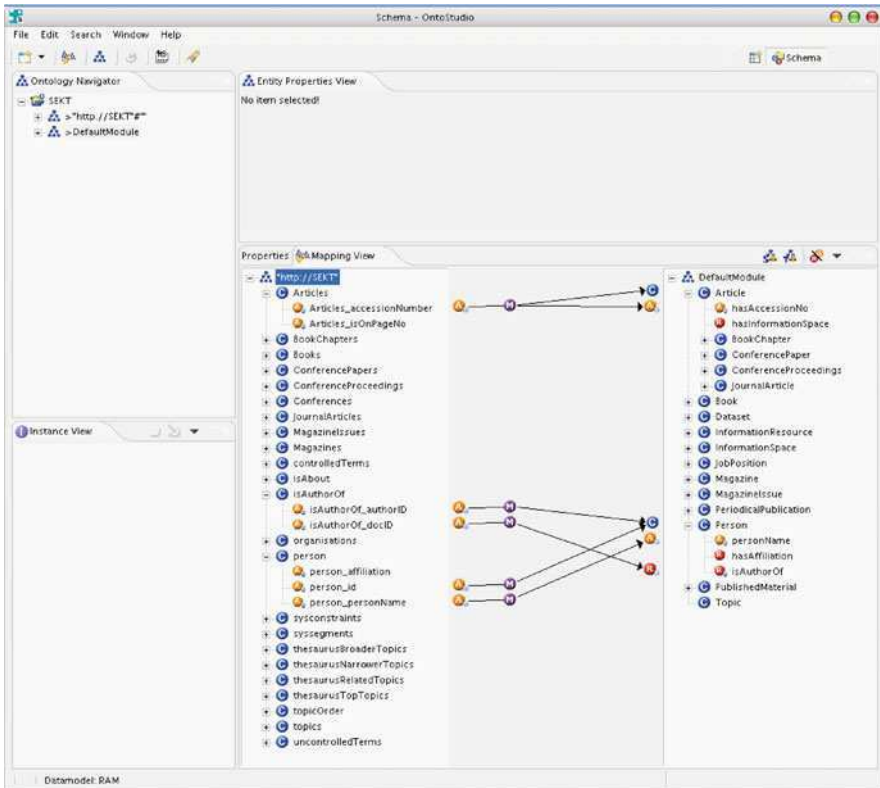 Schema - OntoStudio
File Edit Search Window Help
Schema
Ontology Navigator
SEKT
>"http://SEKT"#""
>DefaultModule
Entity Properties View
No item selected!
Properties Mapping View
"http://SEKT"
Articles
Articles_accessionNumber
Articles_isOnPageNo
BookChapters
Books
ConferencePapers
ConferenceProceedings
Conferences
JournalArticles
MagazineIssues
Magazines
controlledTerms
isAbout
isAuthorOf
isAuthorOf_authorID
isAuthorOf_docID
organisations
person
person_affiliation
person_id
person_personName
sysconstraints
syssegments
thesaurusBroaderTopics
thesaurusNarrowerTopics
thesaurusRelatedTopics
thesaurusTopTopics
topicOrder
topics
uncontrolledTerms
DefaultModule
Article
hasAccessionNo
hasInformationSpace
BookChapter
ConferencePaper
ConferenceProceedings
JournalArticle
Book
Dataset
InformationResource
InformationSpace
JobPosition
Magazine
MagazineIssue
PeriodicalPublication
Person
personName
hasAffiliation
isAuthorOf
PublishedMaterial
Topic
Instance View
Datamodel: RAM